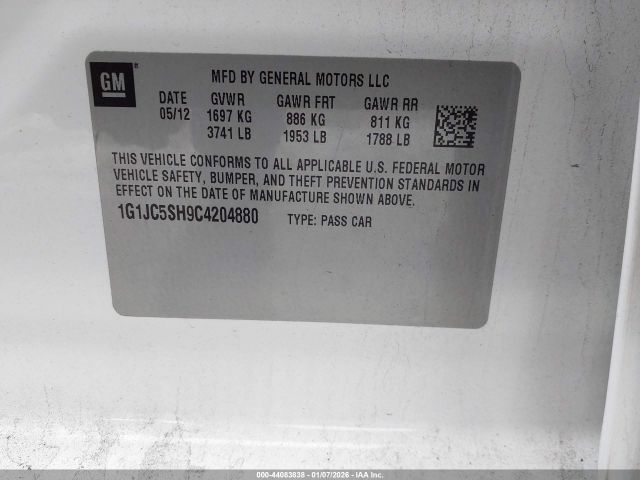 GM
MFD BY GENERAL MOTORS LLC
DATE GVWR GAWR FRT GAWR RR
05/12 1697 KG 886 KG 811 KG
3741 LB 1953 LB 1788 LB
THIS VEHICLE CONFORMS TO ALL APPLICABLE U.S. FEDERAL MOTOR
VEHICLE SAFETY, BUMPER, AND THEFT PREVENTION STANDARDS IN
EFFECT ON THE DATE OF MANUFACTURE SHOWN ABOVE.
1G1JC5SH9C4204880 TYPE: PASS CAR
000-44083838 - 01/07/2026 - IAA Inc.